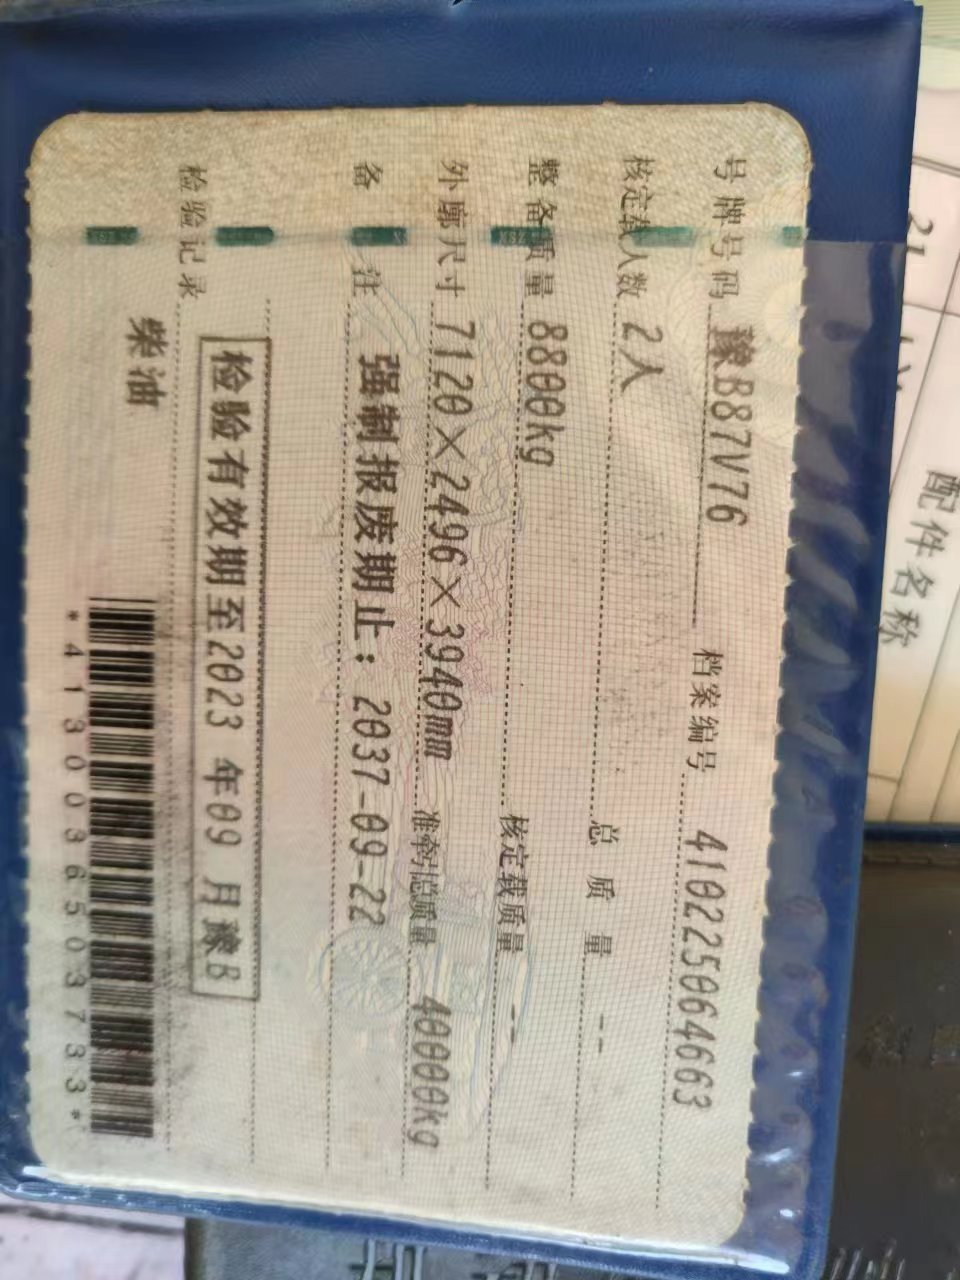 号牌号码 豫B87V76 档案编号 410225064663
核定载人数 2人 总质量 --
整备质量 8800kg 核定载质量 --
外廓尺寸 7120×2496×3940mm 准牵引总质量 40000kg
备注 强制报废期止：2037-09-22
检验记录 检验有效期至2023 年09 月豫B
柴油
*4130036503733*
配件名称
21